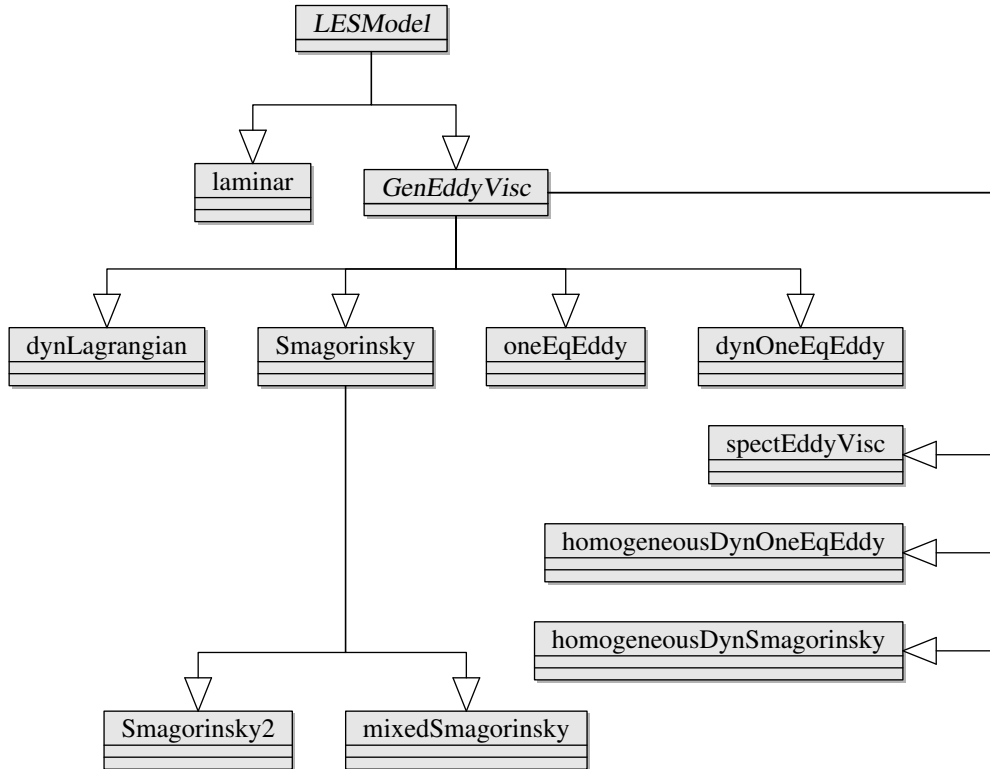 LESModel
laminar
GenEddyVisc
dynLagrangian
Smagorinsky
oneEqEddy
dynOneEqEddy
spectEddyVisc
homogeneousDynOneEqEddy
homogeneousDynSmagorinsky
Smagorinsky2
mixedSmagorinsky